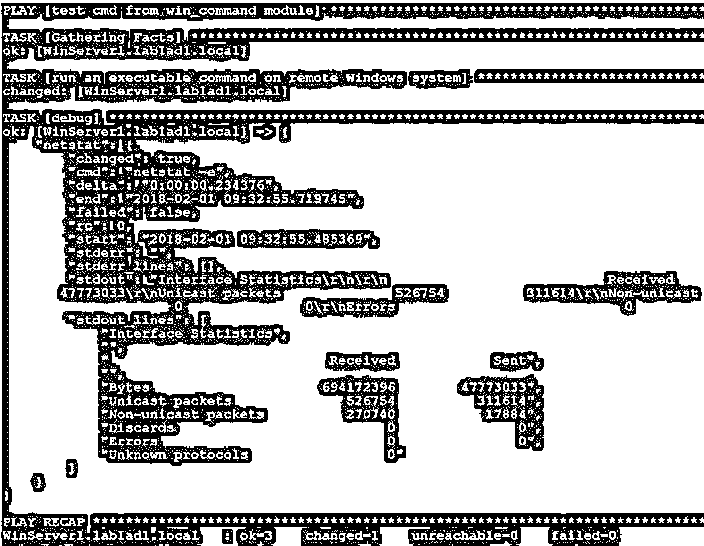 PLAY [test cmd from win_command module] ************************************************
TASK [Gathering Facts] ************************************************
ok: [WinServer1.lab1ad1.local]
TASK [run an executable command on remote Windows system] ************************************************
changed: [WinServer1.lab1ad1.local]
TASK [debug] ************************************************
ok: [WinServer1.lab1ad1.local] => {
"netstat": {
"changed": true,
"cmd": "netstat -e",
"delta": "0:00:00.234376",
"end": "2018-02-01 09:32:55.719745",
"failed": false,
"rc": 0,
"start": "2018-02-01 09:32:55.485369",
"stderr": "",
"stderr_lines": [],
"stdout": "Interface Statistics\r\n\r\n Received
47773033\r\nUnicast packets 526754 411614\r\nNon-unicast
0 0\r\nErrors 0
"stdout_lines": [
"Interface Statistics",
"",
" Received Sent",
"",
"Bytes 694172396 47773033",
"Unicast packets 526754 311614",
"Non-unicast packets 270740 17884",
"Discards 0 0",
"Errors 0 0",
"Unknown protocols 0"
]
}
}
PLAY RECAP ************************************************
WinServer1.lab1ad1.local : ok=3 changed=1 unreachable=0 failed=0